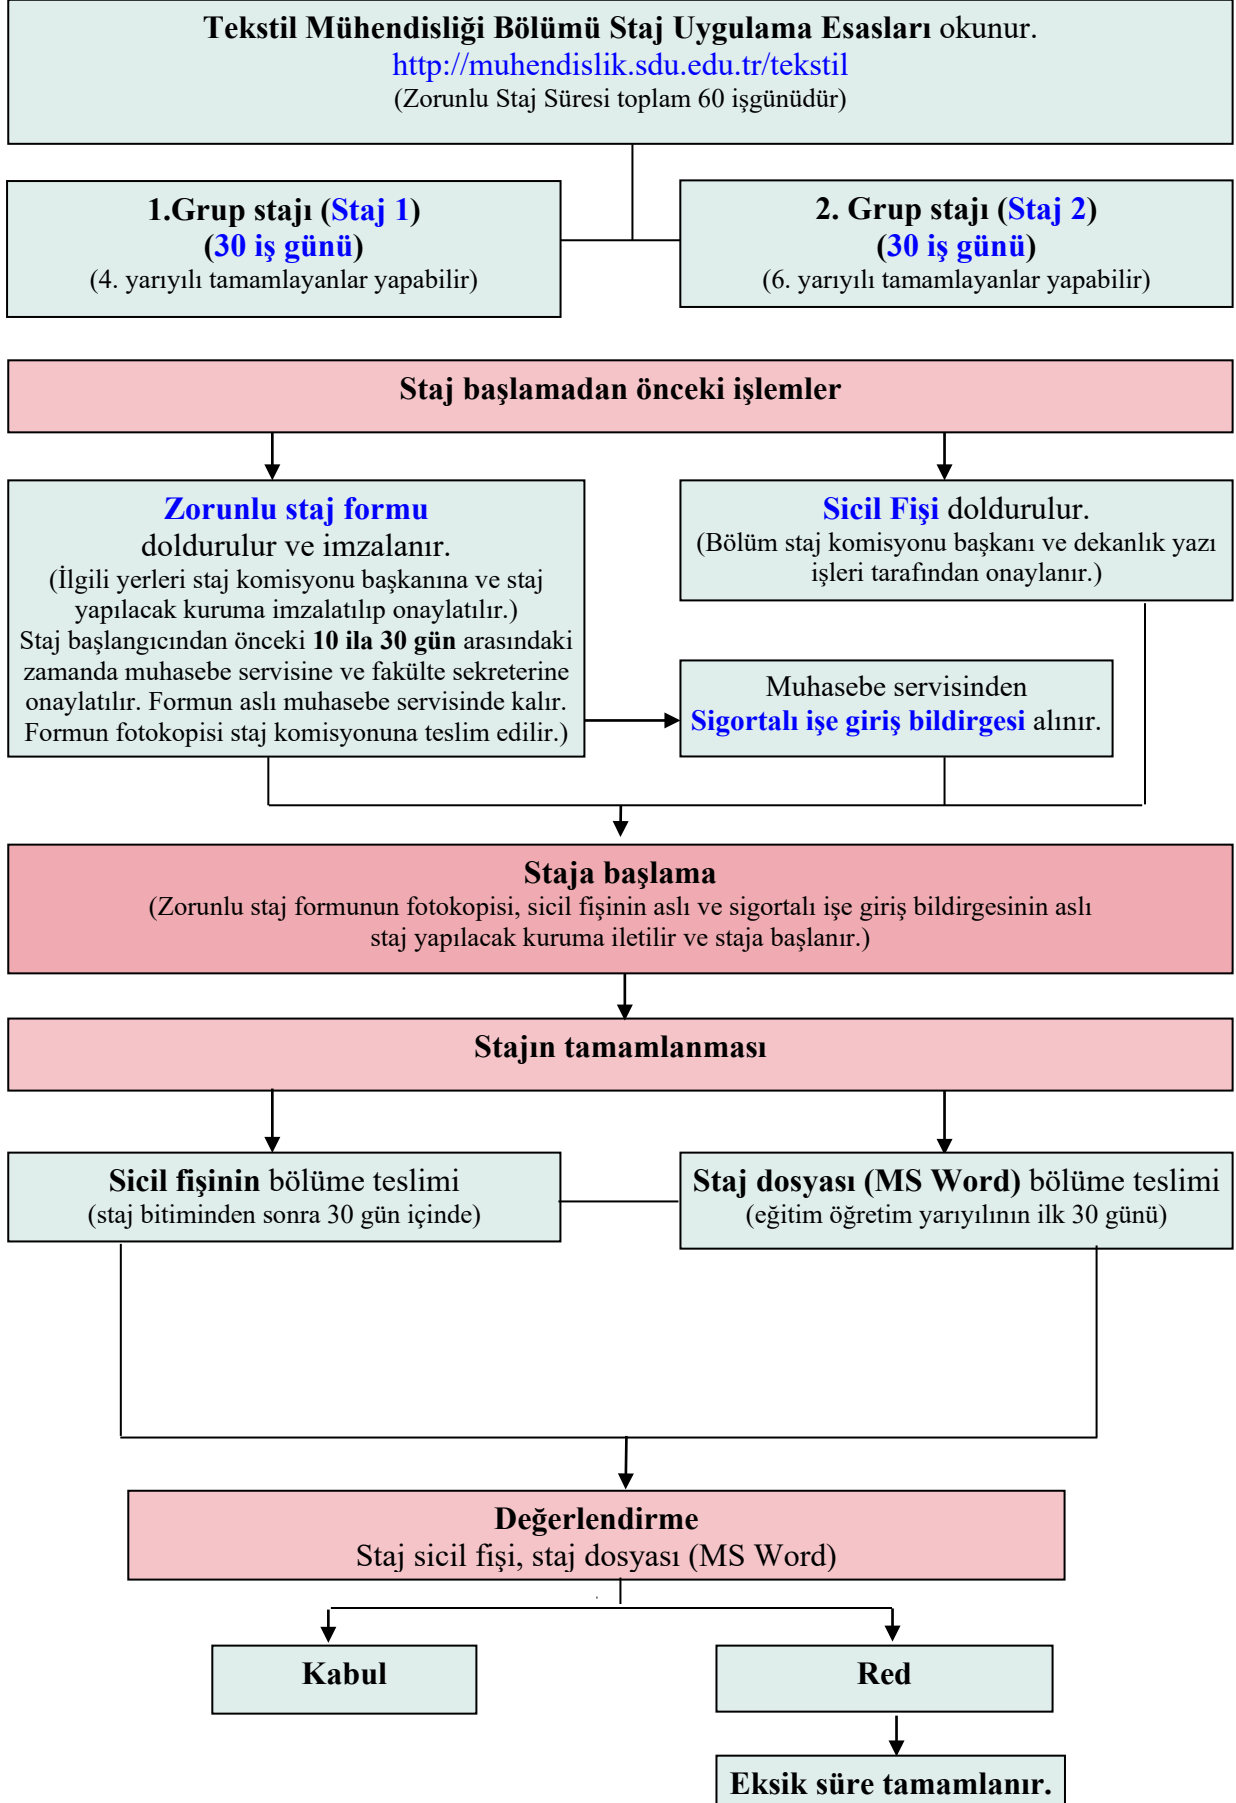 Tekstil Mühendisliği Bölümü Staj Uygulama Esasları okunur.
http://muhendislik.sdu.edu.tr/tekstil
(Zorunlu Staj Süresi toplam 60 işgünüdür)
1.Grup stajı (Staj 1)
(30 iş günü)
(4. yarıyılı tamamlayanlar yapabilir)
2. Grup stajı (Staj 2)
(30 iş günü)
(6. yarıyılı tamamlayanlar yapabilir)
Staj başlamadan önceki işlemler
Zorunlu staj formu
doldurulur ve imzalanır.
(İlgili yerleri staj komisyonu başkanına ve staj
yapılacak kuruma imzalatılıp onaylatılır.)
Staj başlangıcından önceki 10 ila 30 gün arasındaki
zamanda muhasebe servisine ve fakülte sekreterine
onaylatılır. Formun aslı muhasebe servisinde kalır.
Formun fotokopisi staj komisyonuna teslim edilir.)
Sicil Fişi doldurulur.
(Bölüm staj komisyonu başkanı ve dekanlık yazı
işleri tarafından onaylanır.)
Muhasebe servisinden
Sigortalı işe giriş bildirgesi alınır.
Staja başlama
(Zorunlu staj formunun fotokopisi, sicil fişinin aslı ve sigortalı işe giriş bildirgesinin aslı
staj yapılacak kuruma iletilir ve staja başlanır.)
Stajın tamamlanması
Sicil fişinin bölüme teslimi
(staj bitiminden sonra 30 gün içinde)
Staj dosyası (MS Word) bölüme teslimi
(eğitim öğretim yarıyılının ilk 30 günü)
Değerlendirme
Staj sicil fişi, staj dosyası (MS Word)
Kabul
Red
Eksik süre tamamlanır.